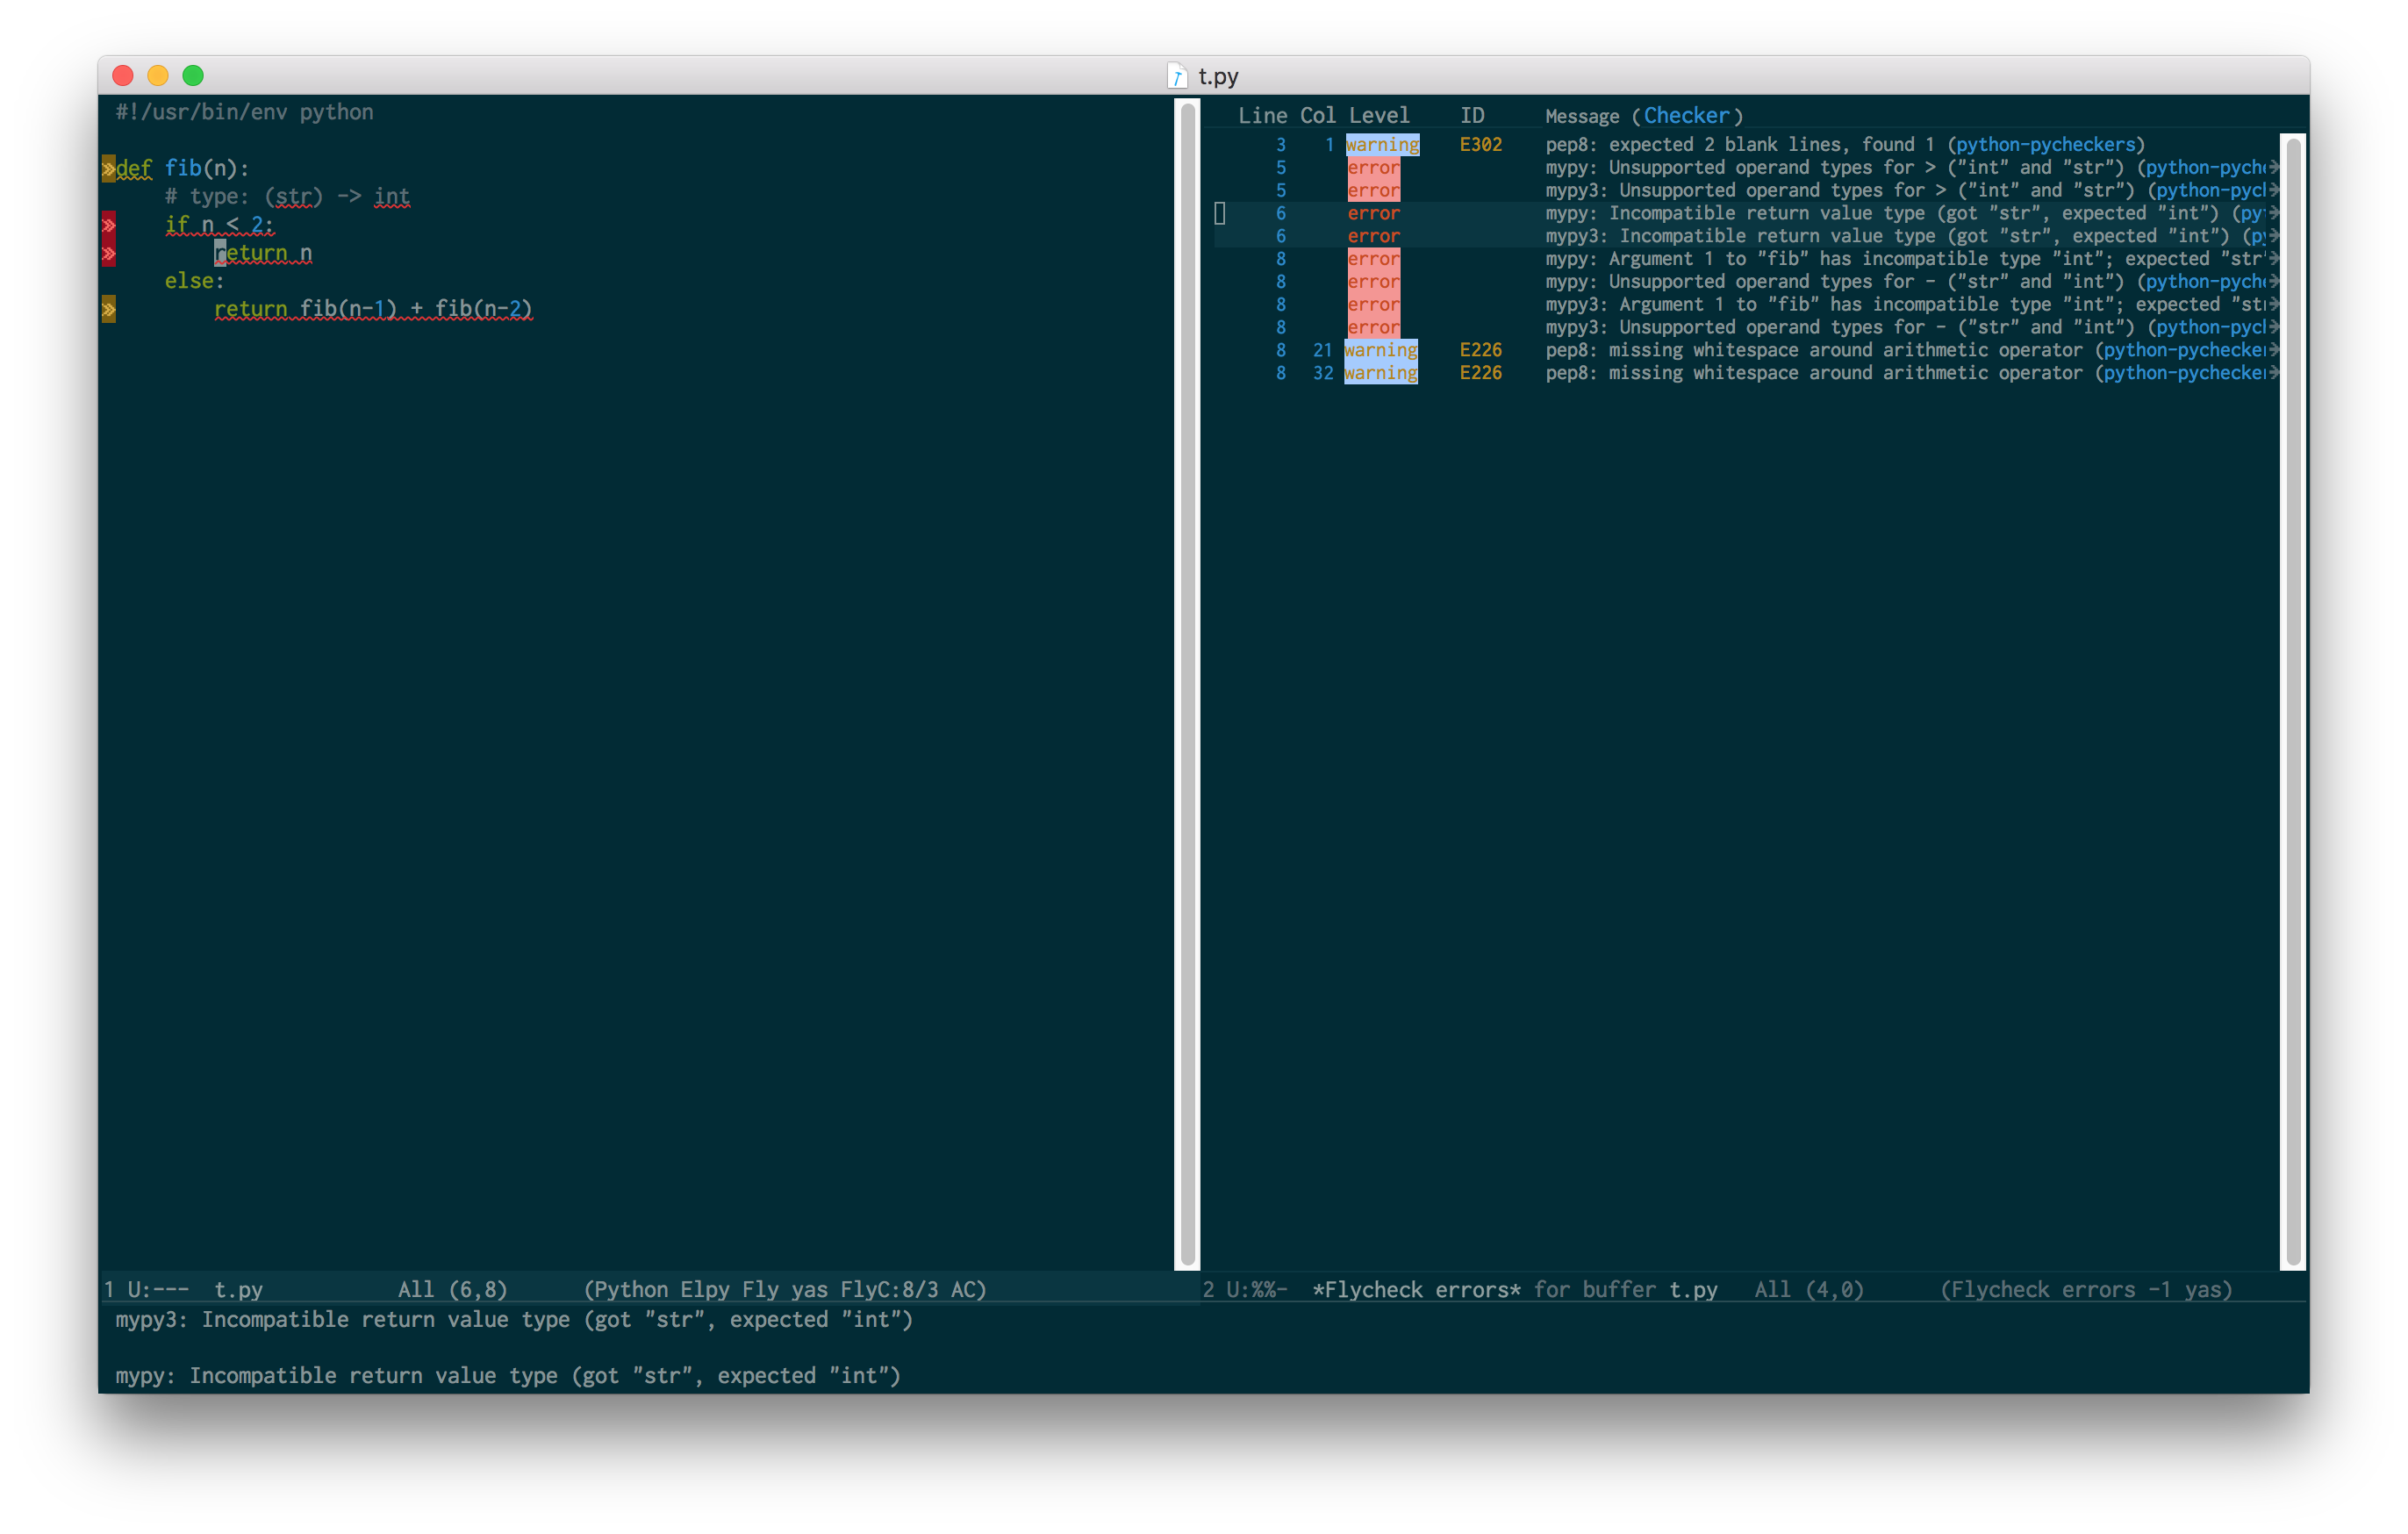 t.py
#!/usr/bin/env python
def fib(n):
# type: (str) -> int
if n < 2:
return n
else:
return fib(n-1) + fib(n-2)
1 U:--- t.py All (6,8) (Python Elpy Fly yas FlyC:8/3 AC)
Line Col Level ID Message (Checker)
3 1 warning E302 pep8: expected 2 blank lines, found 1 (python-pycheckers)
5 error mypy: Unsupported operand types for > ("int" and "str") (python-pych
5 error mypy3: Unsupported operand types for > ("int" and "str") (python-pyc
6 error mypy: Incompatible return value type (got "str", expected "int") (py
6 error mypy3: Incompatible return value type (got "str", expected "int") (p
8 error mypy: Argument 1 to "fib" has incompatible type "int"; expected "str
8 error mypy: Unsupported operand types for - ("str" and "int") (python-pych
8 error mypy3: Argument 1 to "fib" has incompatible type "int"; expected "st
8 error mypy3: Unsupported operand types for - ("str" and "int") (python-pyc
8 21 warning E226 pep8: missing whitespace around arithmetic operator (python-pychecke
8 32 warning E226 pep8: missing whitespace around arithmetic operator (python-pychecke
2 U:%%- *Flycheck errors* for buffer t.py All (4,0) (Flycheck errors -1 yas)
mypy3: Incompatible return value type (got "str", expected "int")
mypy: Incompatible return value type (got "str", expected "int")